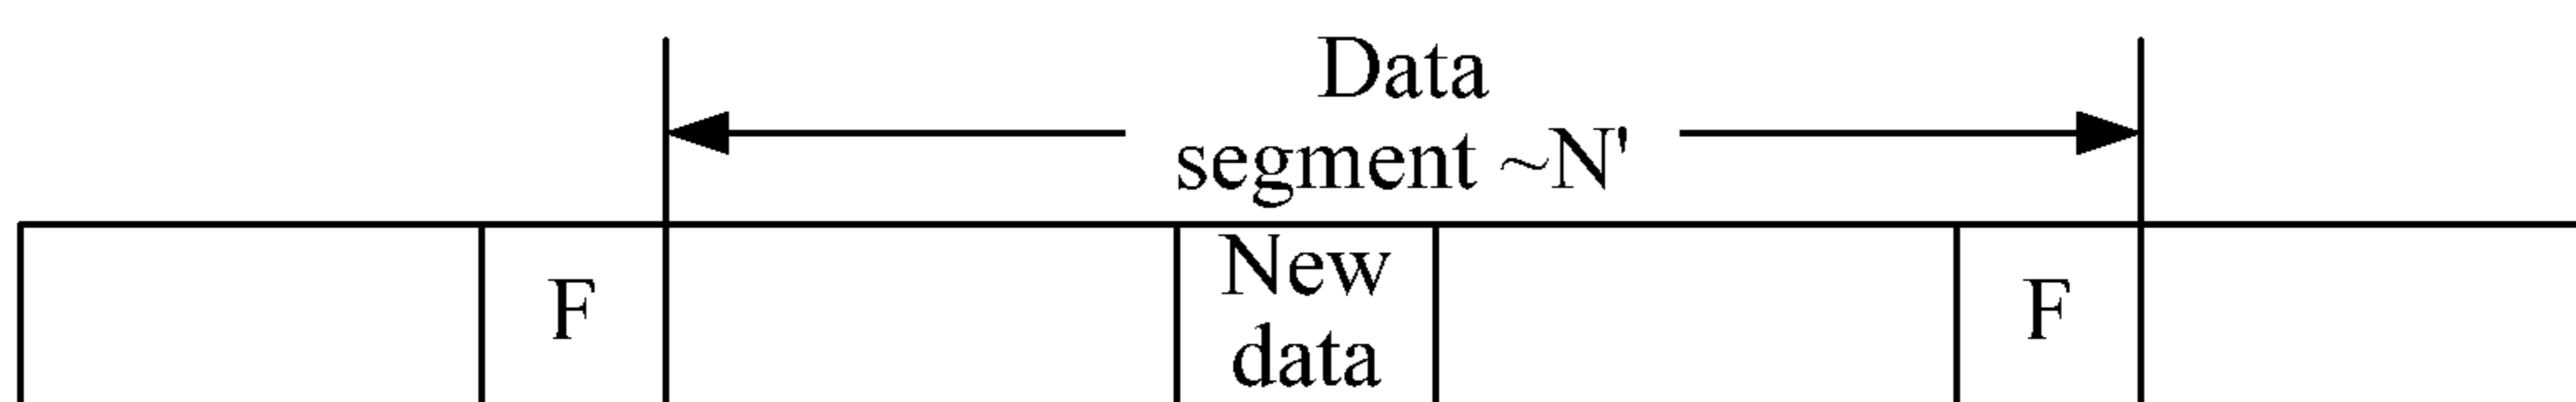 Data
segment ~N'
F
New
data
F